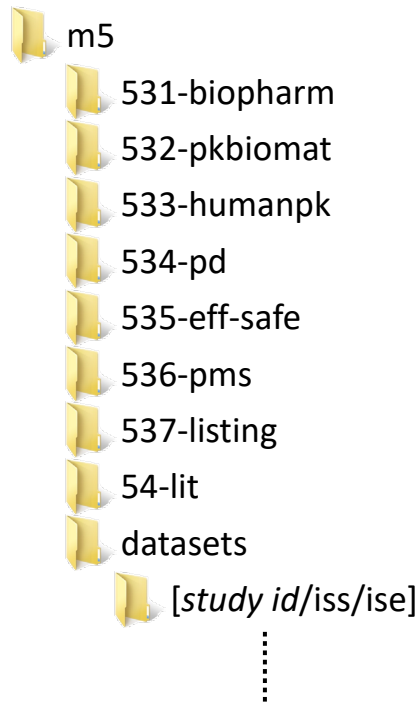 m5
531-biopharm
532-pkbiomat
533-humanpk
534-pd
535-eff-safe
536-pms
537-listing
54-lit
datasets
[study id/iss/ise]